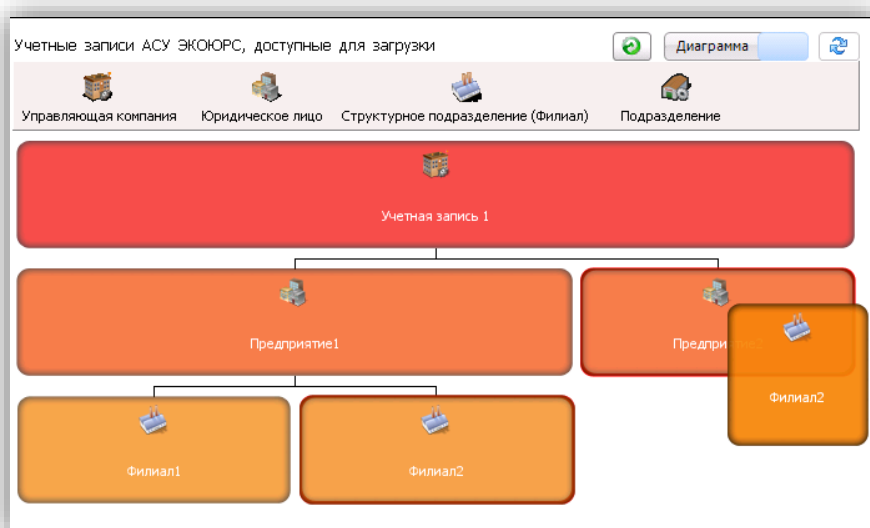 Учетные записи АСУ ЭКОЮРС, доступные для загрузки
Диаграмма
Управляющая компания
Юридическое лицо
Структурное подразделение (Филиал)
Подразделение
Учетная запись 1
Предприятие1
Предприятие2
Филиал2
Филиал1
Филиал2